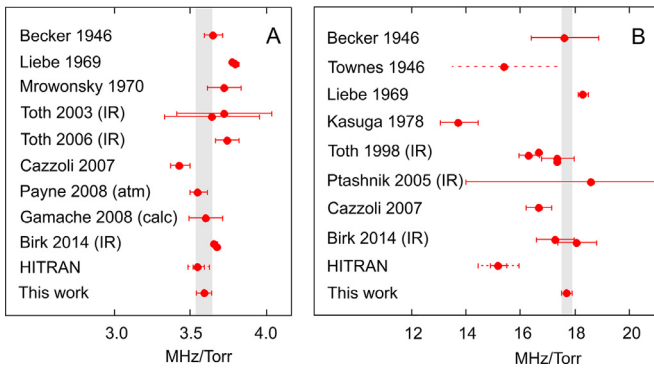 A
Becker 1946
Liebe 1969
Mrowonsky 1970
Toth 2003 (IR)
Toth 2006 (IR)
Cazzoli 2007
Payne 2008 (atm)
Gamache 2008 (calc)
Birk 2014 (IR)
HITRAN
This work
3.0 3.5 4.0
MHz/Torr
B
Becker 1946
Townes 1946
Liebe 1969
Kasuga 1978
Toth 1998 (IR)
Ptashnik 2005 (IR)
Cazzoli 2007
Birk 2014 (IR)
HITRAN
This work
12 14 16 18 20
MHz/Torr